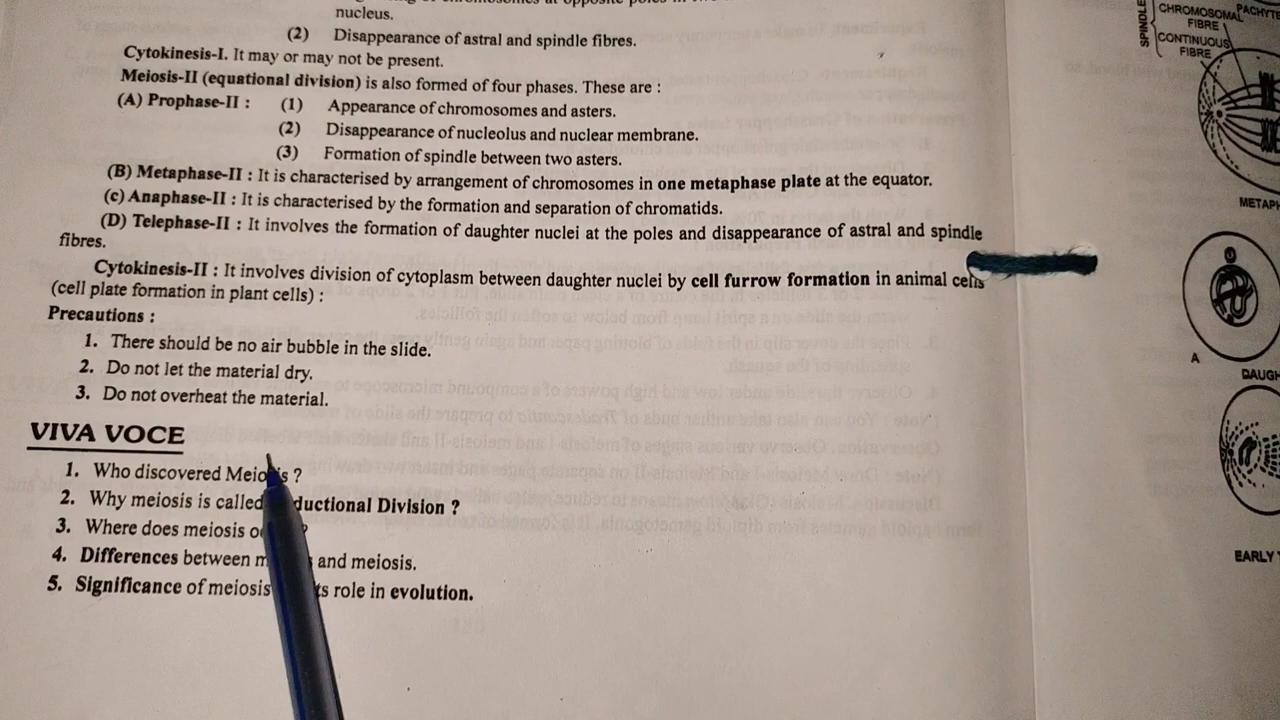 nucleus.
(2) Disappearance of astral and spindle fibres.
Cytokinesis-I. It may or may not be present.
Meiosis-II (equational division) is also formed of four phases. These are :
(A) Prophase-II : (1) Appearance of chromosomes and asters.
(2) Disappearance of nucleolus and nuclear membrane.
(3) Formation of spindle between two asters.
(B) Metaphase-II : It is characterised by arrangement of chromosomes in one metaphase plate at the equator.
(c) Anaphase-II : It is characterised by the formation and separation of chromatids.
(D) Telephase-II : It involves the formation of daughter nuclei at the poles and disappearance of astral and spindle
fibres.
Cytokinesis-II : It involves division of cytoplasm between daughter nuclei by cell furrow formation in animal cells
(cell plate formation in plant cells) :
Precautions :
1. There should be no air bubble in the slide.
2. Do not let the material dry.
3. Do not overheat the material.
VIVA VOCE
1. Who discovered Meiosis ?
2. Why meiosis is called ductional Division ?
3. Where does meiosis o ?
4. Differences between m and meiosis.
5. Significance of meiosis ts role in evolution.
SPINDLE
CHROMOSOMAL
FIBRE
CONTINUOUS
FIBRE
PACHYTE
METAPH
A
DAUGH
EARLY